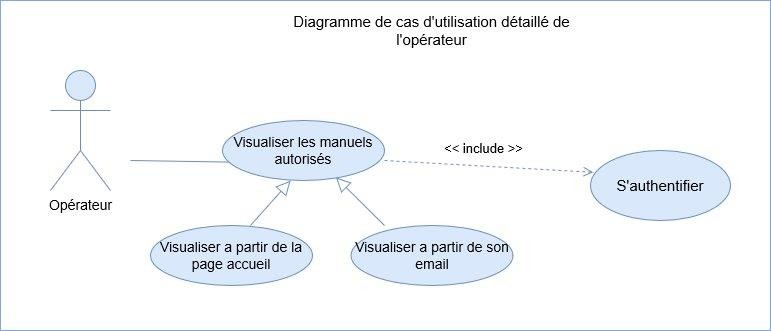 Diagramme de cas d'utilisation détaillé de
l'opérateur
Visualiser les manuels
autorisés
<< include >>
S'authentifier
Opérateur
Visualiser a partir de la
page accueil
Visualiser a partir de son
email